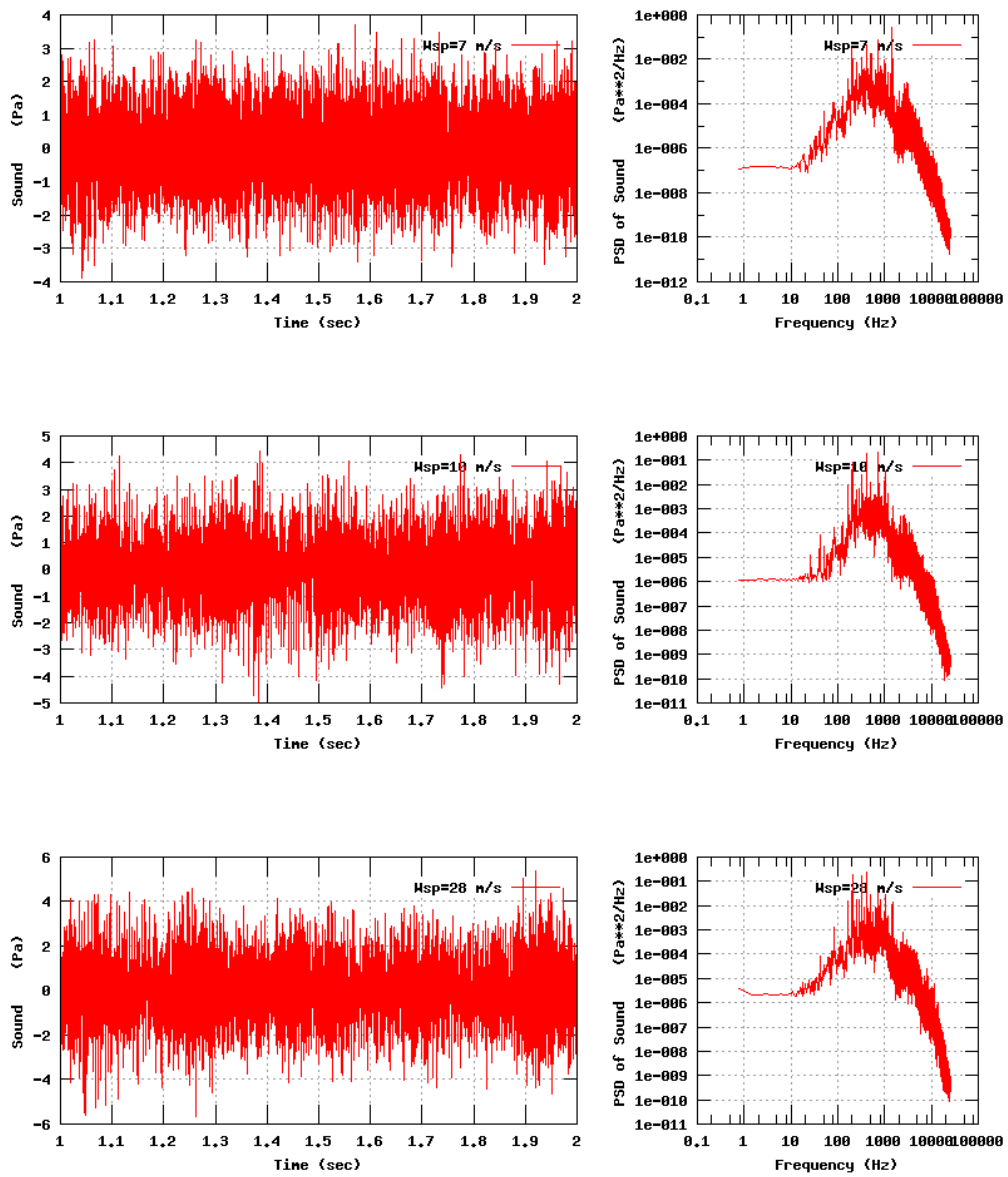 4
3
2
1
0
-1
-2
-3
-4
Sound (Pa)
Wsp=7 m/s
1 1.1 1.2 1.3 1.4 1.5 1.6 1.7 1.8 1.9 2
Time (sec)
1e+000
1e-002
1e-004
1e-006
1e-008
1e-010
1e-012
PSD of Sound (Pa**2/Hz)
Wsp=7 m/s
0.1 1 10 100 1000 10000 100000
Frequency (Hz)
5
4
3
2
1
0
-1
-2
-3
-4
-5
Sound (Pa)
Wsp=10 m/s
1 1.1 1.2 1.3 1.4 1.5 1.6 1.7 1.8 1.9 2
Time (sec)
1e+000
1e-001
1e-002
1e-003
1e-004
1e-005
1e-006
1e-007
1e-008
1e-009
1e-010
1e-011
PSD of Sound (Pa**2/Hz)
Wsp=10 m/s
0.1 1 10 100 1000 10000 100000
Frequency (Hz)
6
4
2
0
-2
-4
-6
Sound (Pa)
Wsp=28 m/s
1 1.1 1.2 1.3 1.4 1.5 1.6 1.7 1.8 1.9 2
Time (sec)
1e+000
1e-001
1e-002
1e-003
1e-004
1e-005
1e-006
1e-007
1e-008
1e-009
1e-010
1e-011
PSD of Sound (Pa**2/Hz)
Wsp=28 m/s
0.1 1 10 100 1000 10000 100000
Frequency (Hz)